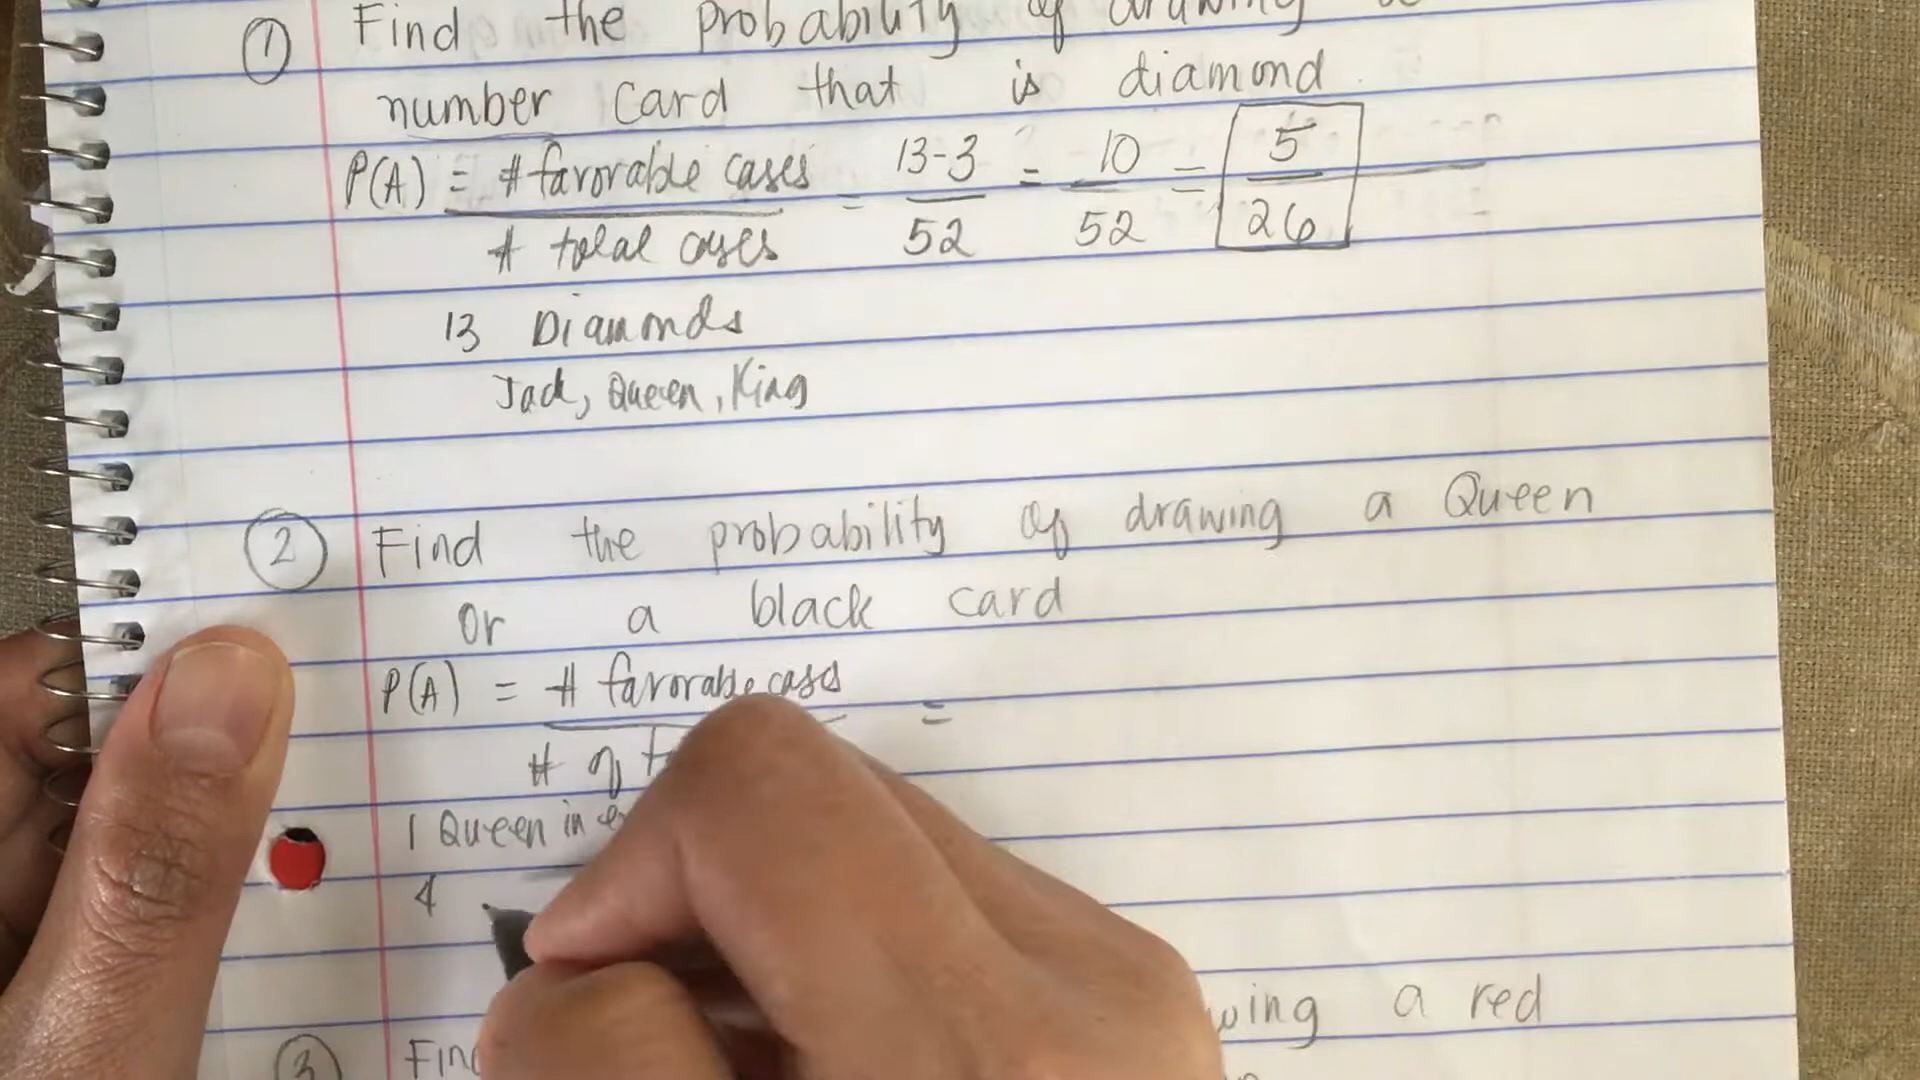 ① Find the probability of drawing a
number card that is diamond
P(A) = # favorable cases / # total cases = 13-3 / 52 = 10 / 52 = 5 / 26
13 Diamonds
Jack, Queen, King
② Find the probability of drawing a Queen
or a black card
P(A) = # favorable cases / # of =
1 Queen in
4
③ Find a red